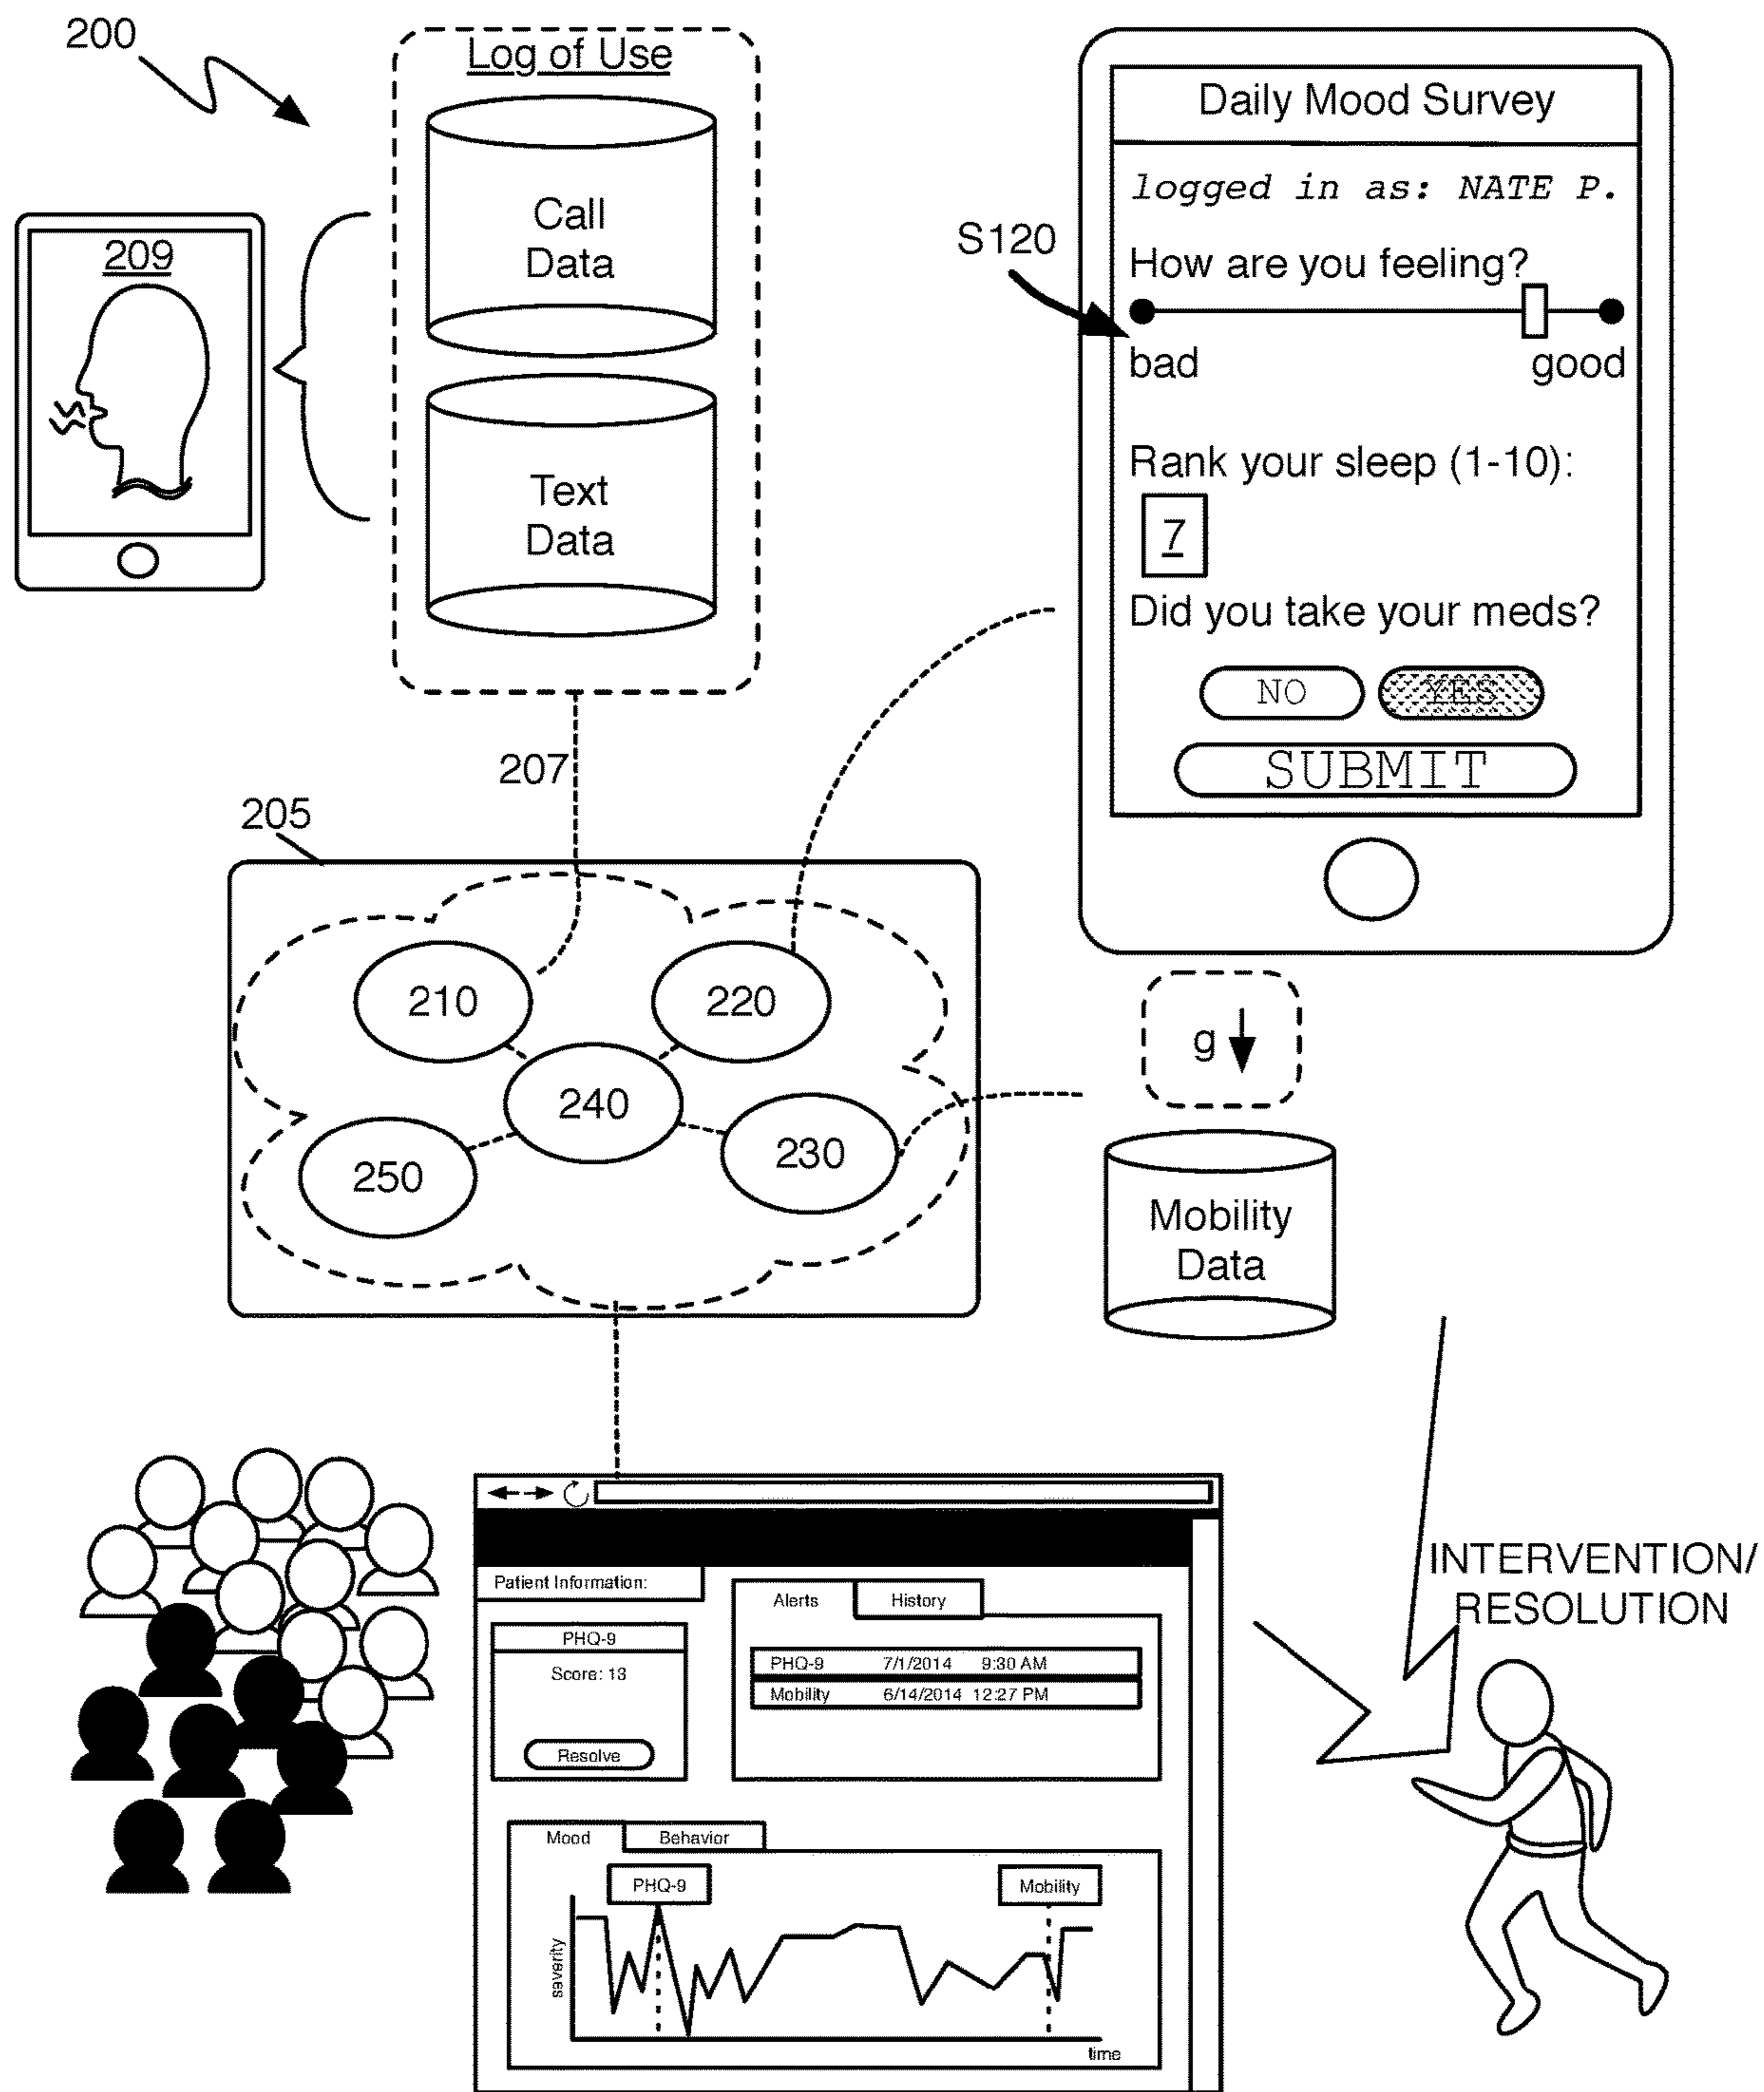 200
Log of Use
Call
Data
Text
Data
209
207
205
210
220
240
250
230
S120
Daily Mood Survey
logged in as: NATE P.
How are you feeling?
bad
good
Rank your sleep (1-10):
7
Did you take your meds?
NO
YES
SUBMIT
g
Mobility
Data
INTERVENTION/
RESOLUTION
Patient Information:
PHQ-9
Score: 13
Resolve
Alerts
History
PHQ-9 7/1/2014 9:30 AM
Mobility 6/14/2014 12:27 PM
Mood
Behavior
PHQ-9
Mobility
severity
time